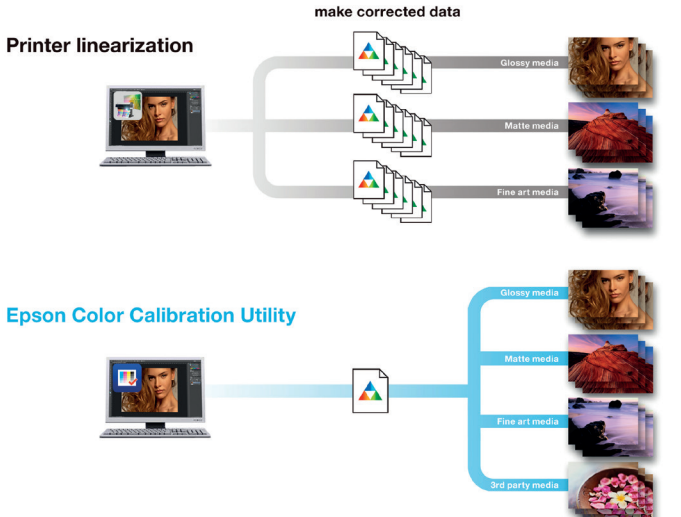 make corrected data
Printer linearization
Glossy media
Matte media
Fine art media
Epson Color Calibration Utility
Glossy media
Matte media
Fine art media
3rd party media